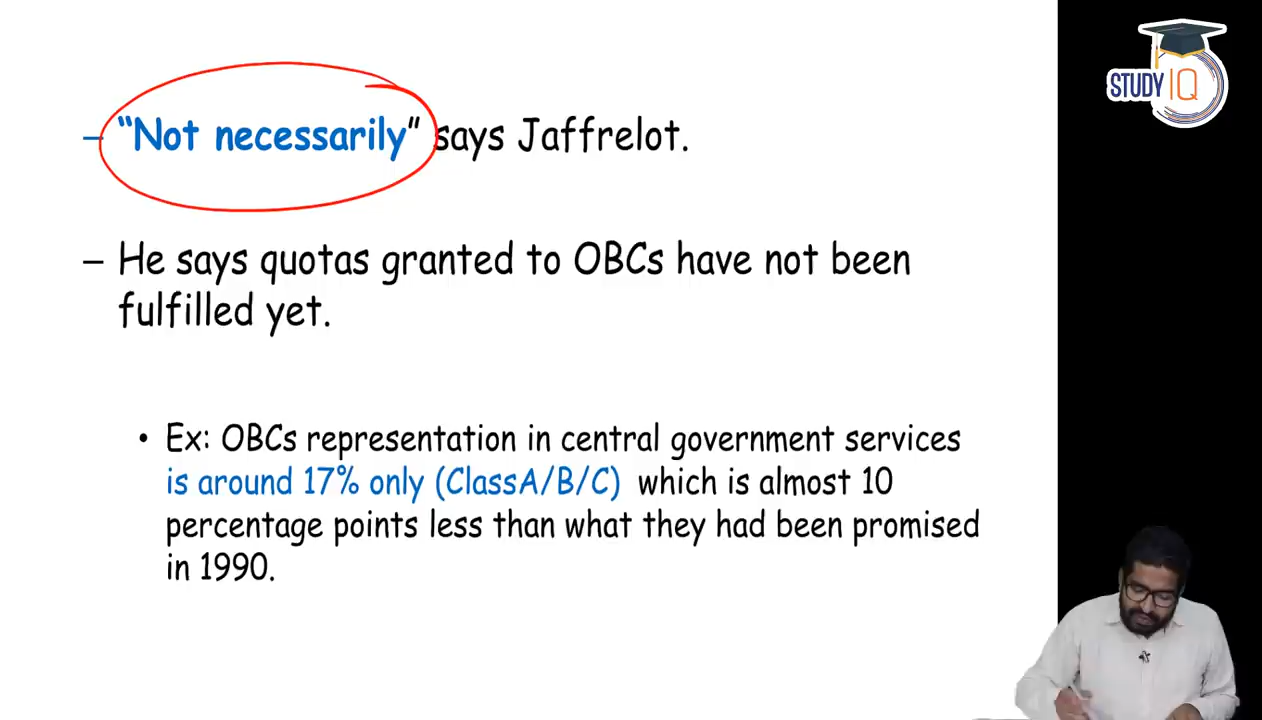 – “Not necessarily” says Jaffrelot.
– He says quotas granted to OBCs have not been
fulfilled yet.
• Ex: OBCs representation in central government services
is around 17% only (ClassA/B/C) which is almost 10
percentage points less than what they had been promised
in 1990.
STUDY IQ